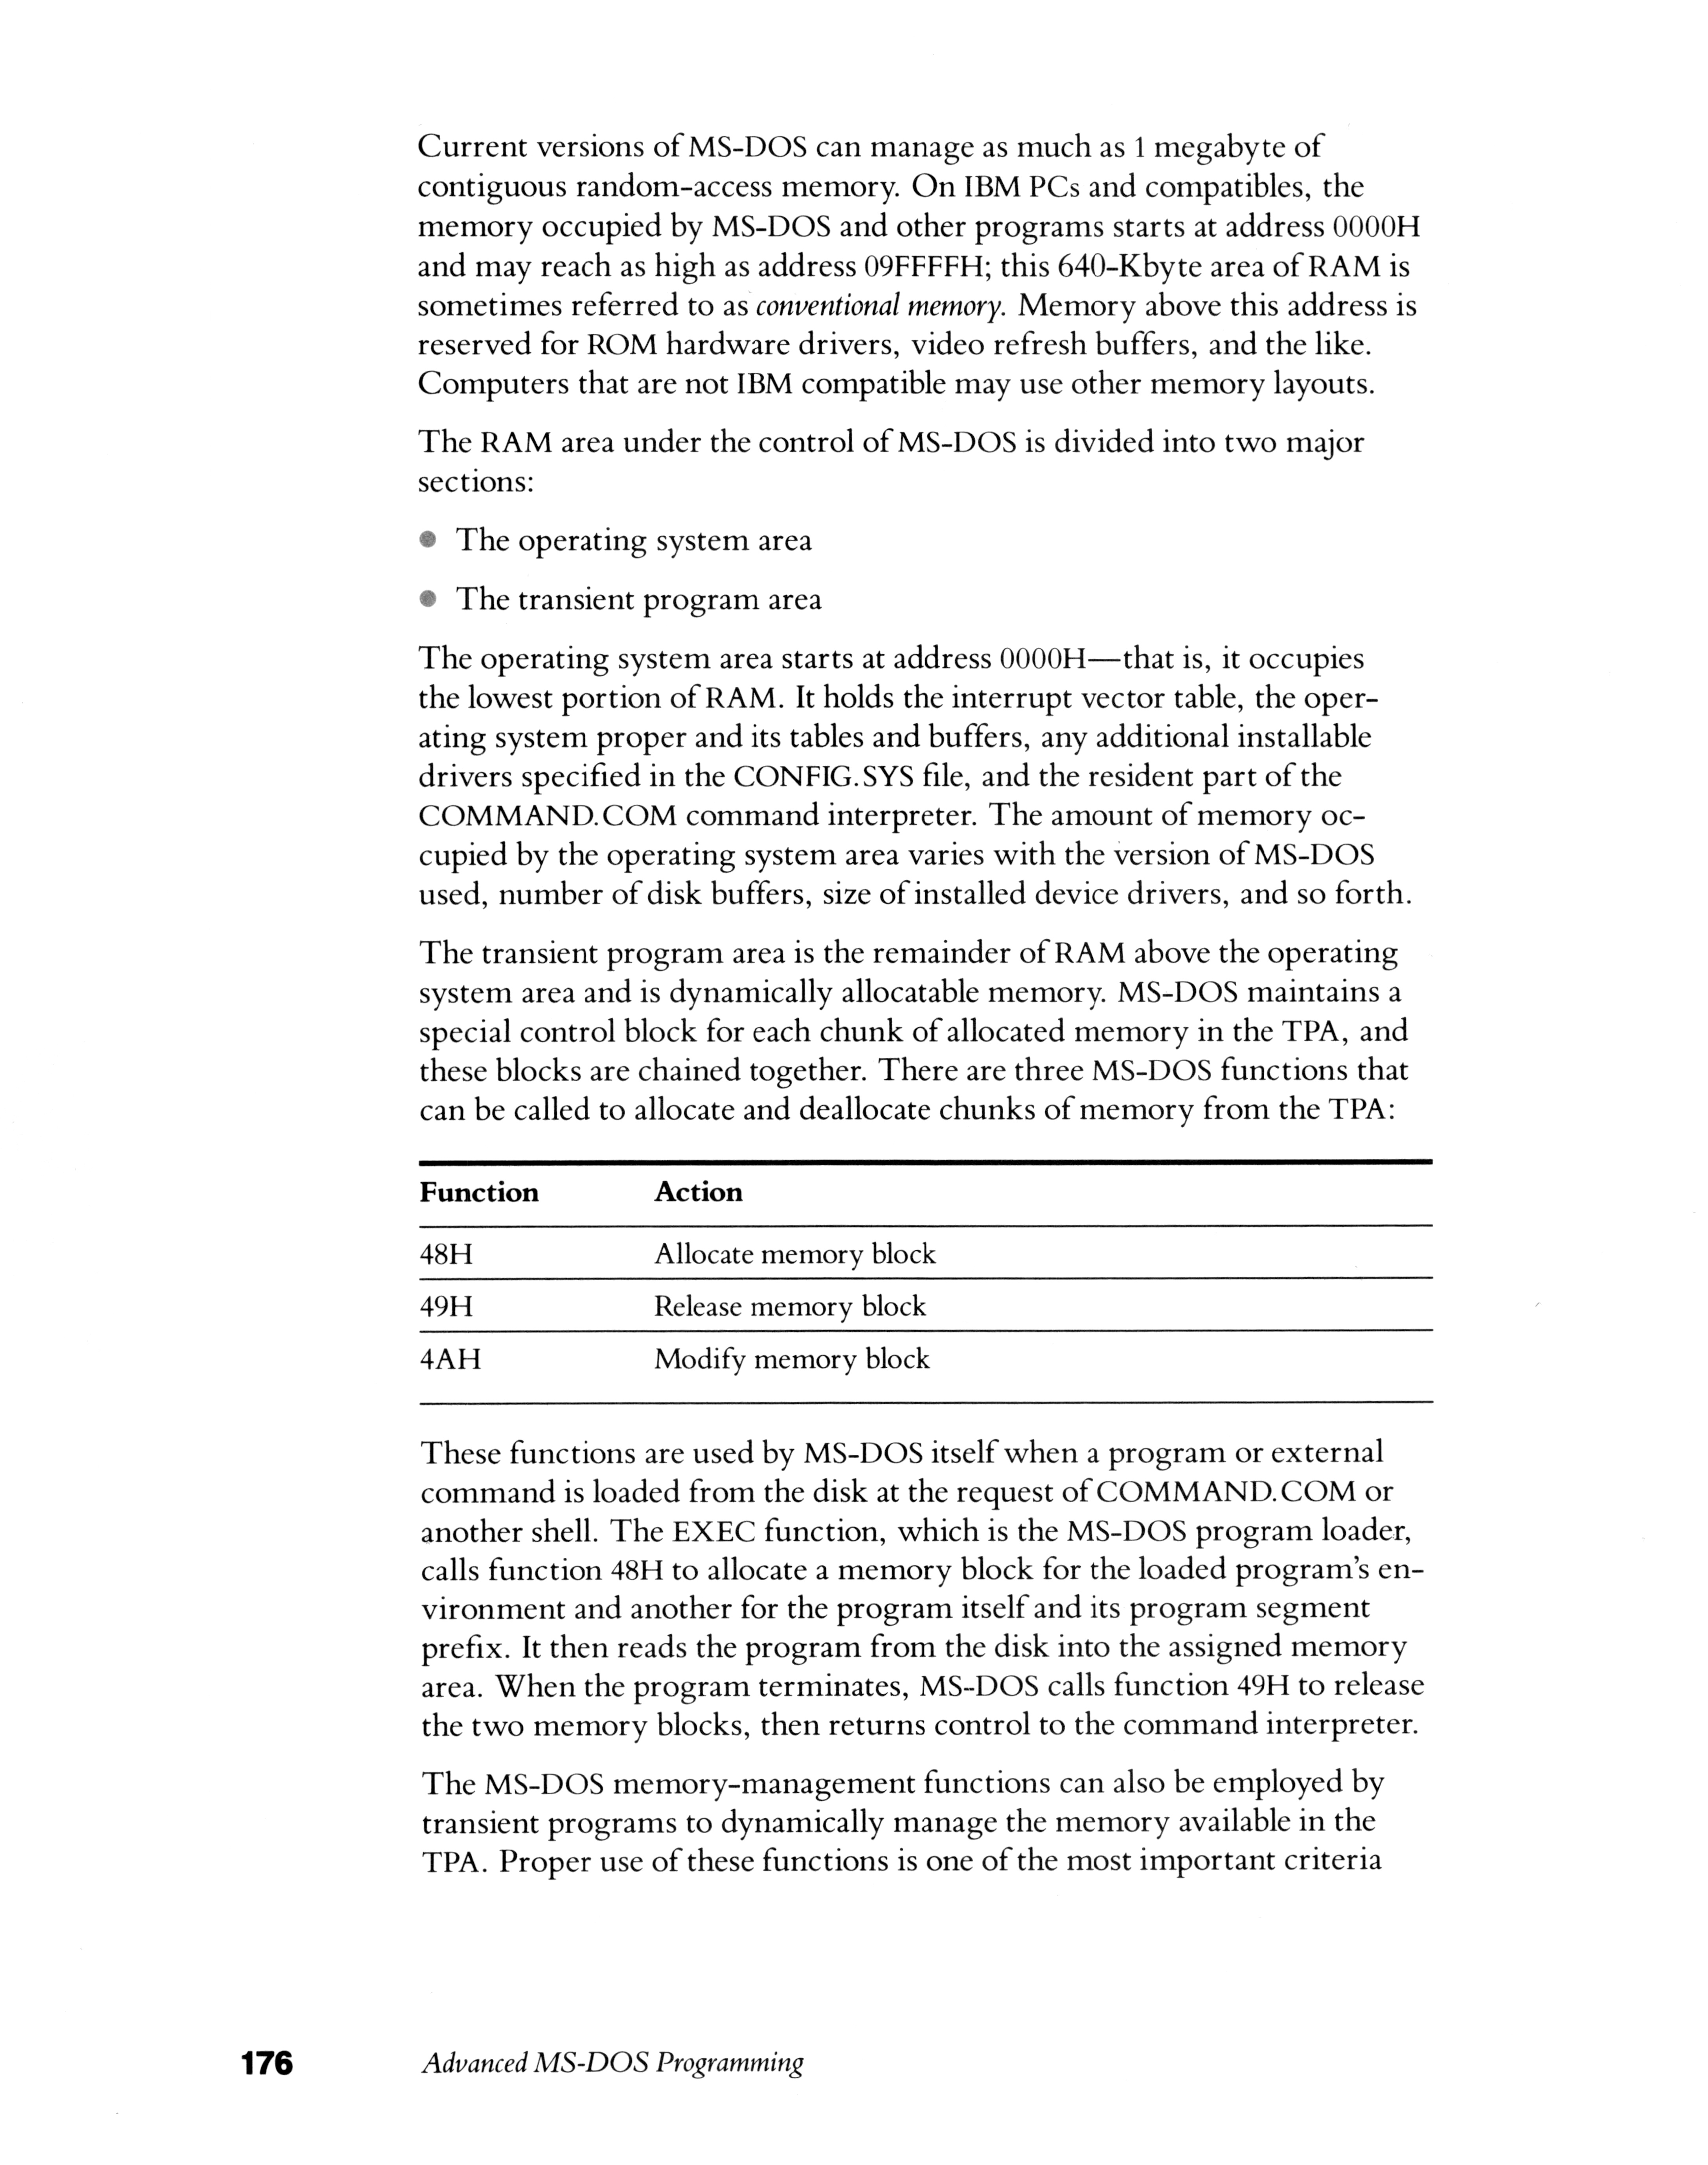 Current versions of MS-DOS can manage as much as 1 megabyte of
contiguous random-access memory. On IBM PCs and compatibles, the
memory occupied by MS-DOS and other programs starts at address 0000H
and may reach as high as address 09FFFFH; this 640-Kbyte area of RAM is
sometimes referred to as conventional memory. Memory above this address is
reserved for ROM hardware drivers, video refresh buffers, and the like.
Computers that are not IBM compatible may use other memory layouts.
The RAM area under the control of MS-DOS is divided into two major
sections:
● The operating system area
● The transient program area
The operating system area starts at address 0000H—that is, it occupies
the lowest portion of RAM. It holds the interrupt vector table, the oper-
ating system proper and its tables and buffers, any additional installable
drivers specified in the CONFIG.SYS file, and the resident part of the
COMMAND.COM command interpreter. The amount of memory oc-
cupied by the operating system area varies with the version of MS-DOS
used, number of disk buffers, size of installed device drivers, and so forth.
The transient program area is the remainder of RAM above the operating
system area and is dynamically allocatable memory. MS-DOS maintains a
special control block for each chunk of allocated memory in the TPA, and
these blocks are chained together. There are three MS-DOS functions that
can be called to allocate and deallocate chunks of memory from the TPA:
Function Action
48H Allocate memory block
49H Release memory block
4AH Modify memory block
These functions are used by MS-DOS itself when a program or external
command is loaded from the disk at the request of COMMAND.COM or
another shell. The EXEC function, which is the MS-DOS program loader,
calls function 48H to allocate a memory block for the loaded program's en-
vironment and another for the program itself and its program segment
prefix. It then reads the program from the disk into the assigned memory
area. When the program terminates, MS-DOS calls function 49H to release
the two memory blocks, then returns control to the command interpreter.
The MS-DOS memory-management functions can also be employed by
transient programs to dynamically manage the memory available in the
TPA. Proper use of these functions is one of the most important criteria
176 Advanced MS-DOS Programming